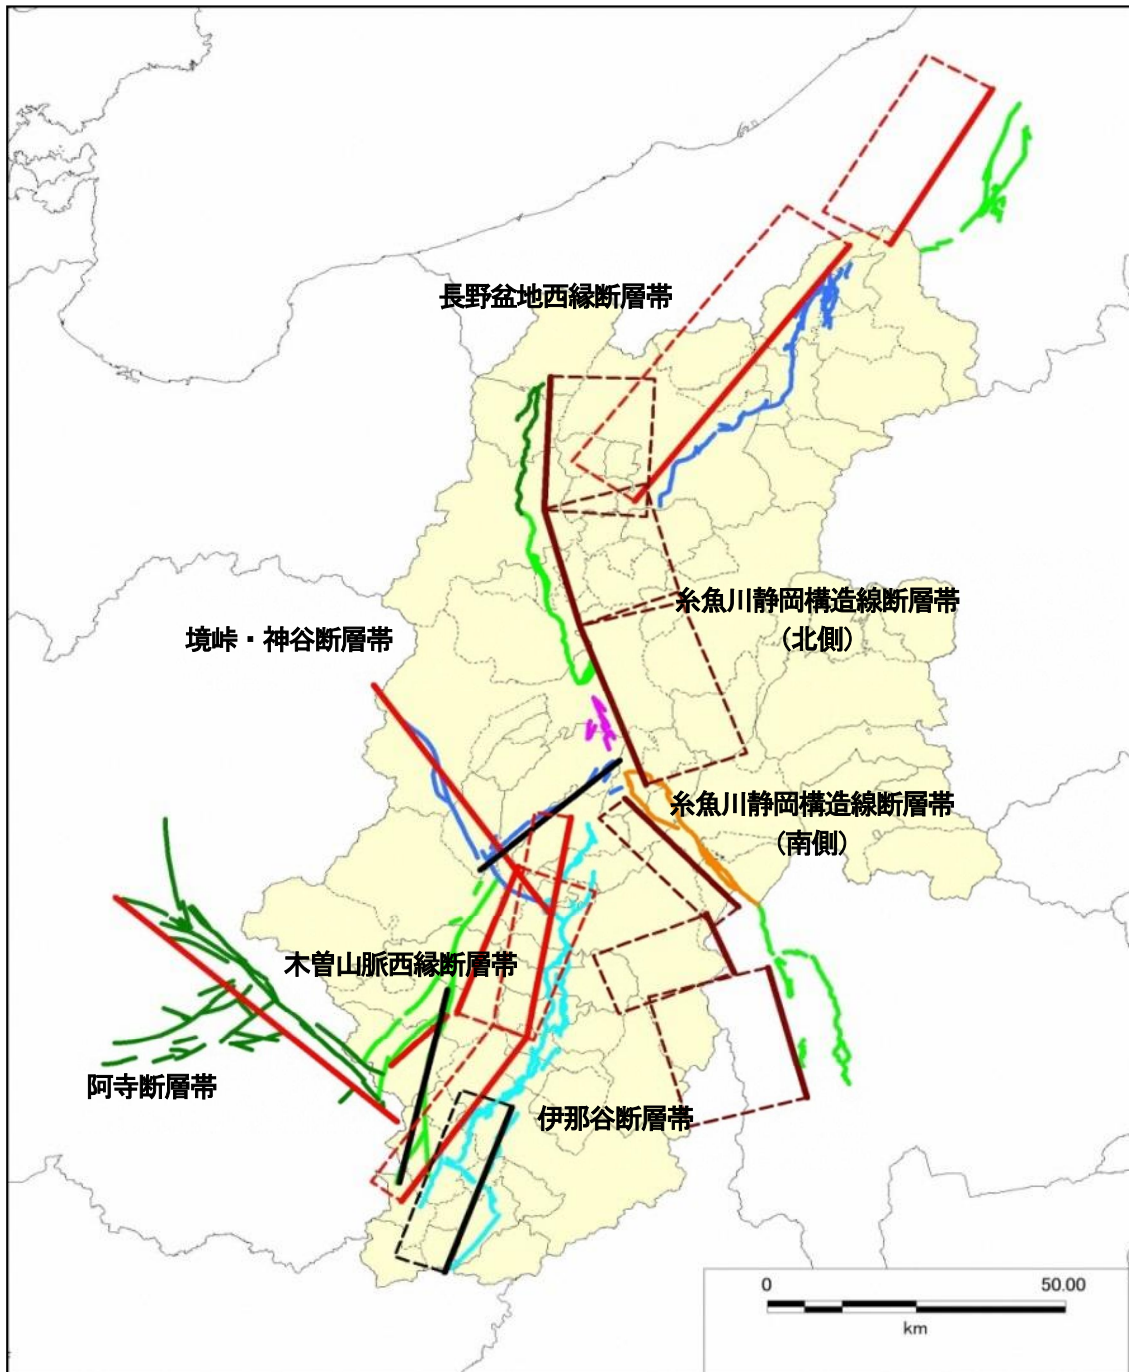 長野盆地西縁断層帯
糸魚川静岡構造線断層帯
（北側）
境峠・神谷断層帯
糸魚川静岡構造線断層帯
（南側）
木曽山脈西縁断層帯
阿寺断層帯
伊那谷断層帯
0 50.00
km